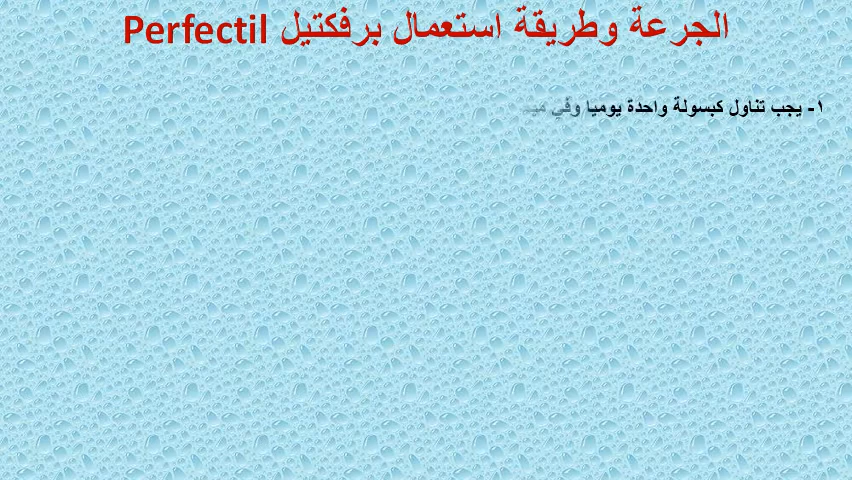 الجرعة وطريقة استعمال برفكتيل Perfectil
١- يجب تناول كبسولة واحدة يوميا وفي